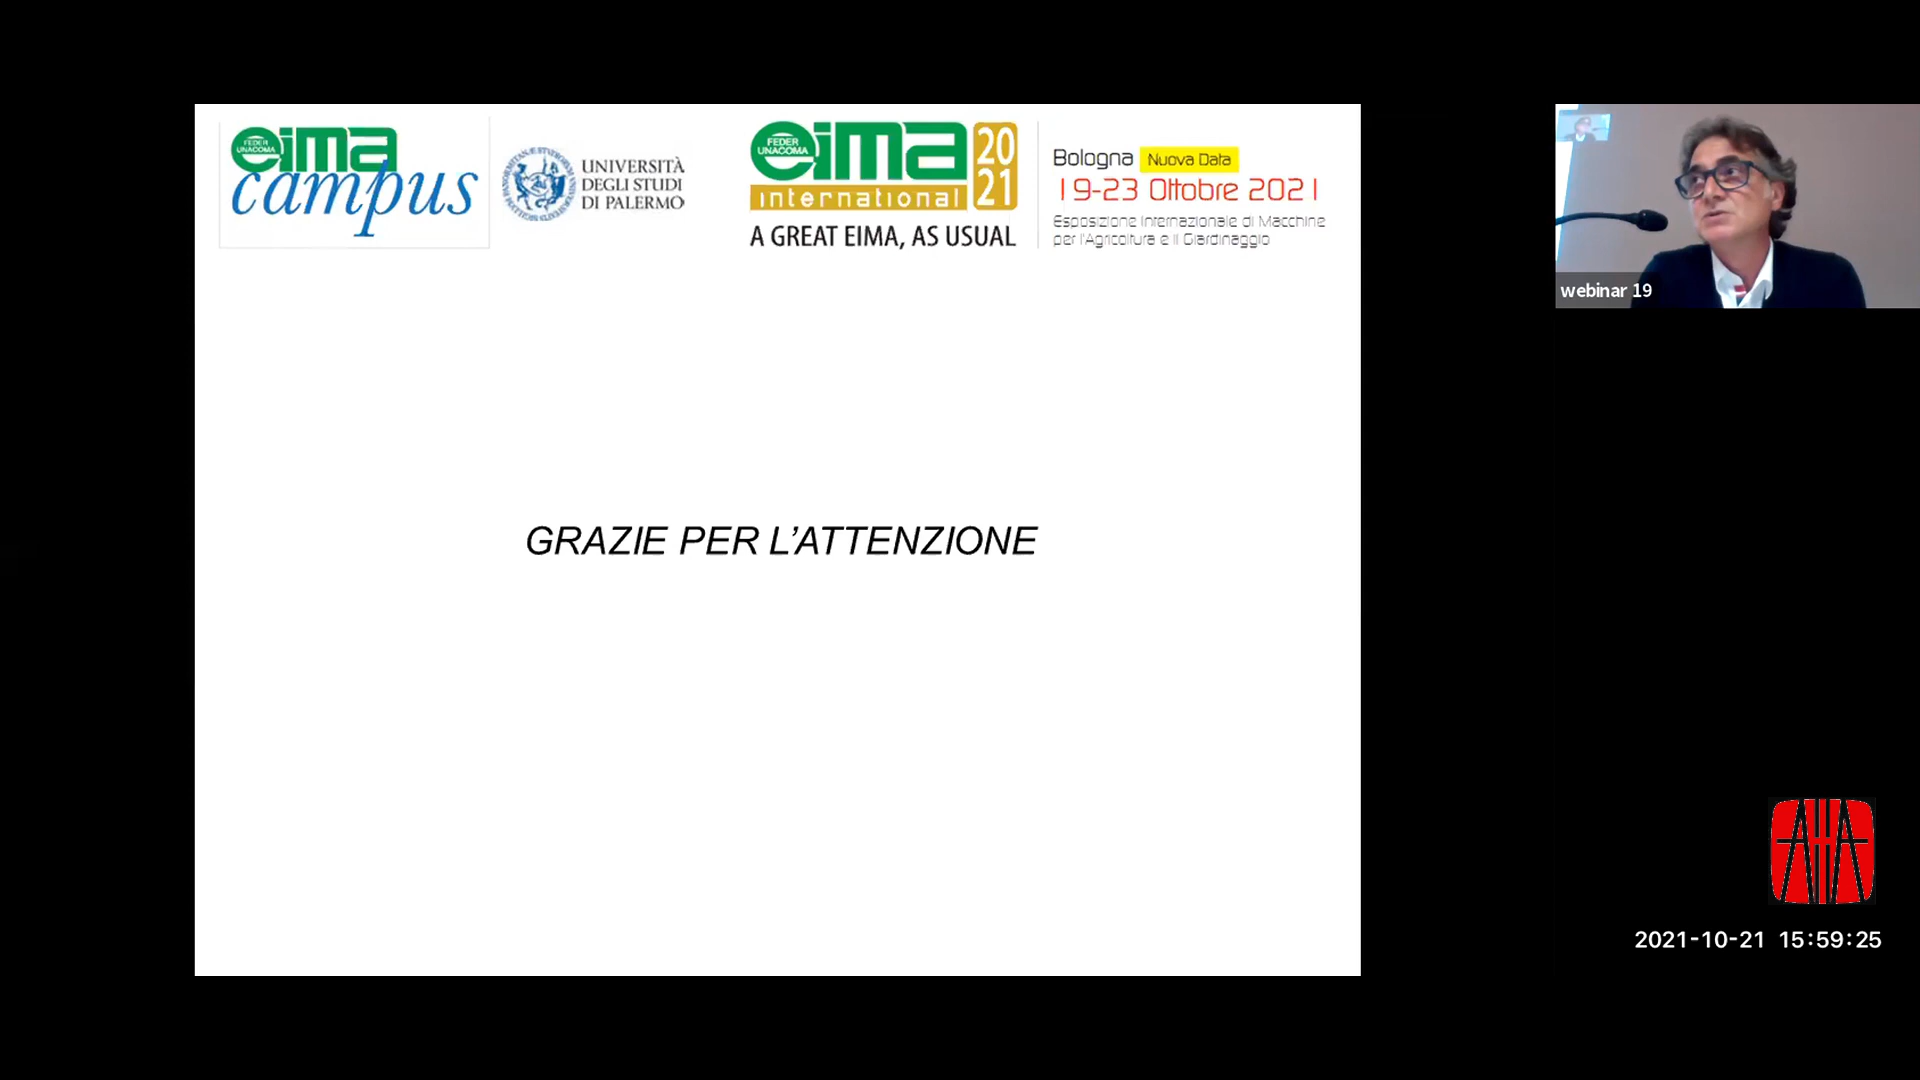 FEDER
UNACOMA
eima
campus
UNIVERSITÀ
DEGLI STUDI
DI PALERMO
FEDER
UNACOMA
eima
international
20
21
A GREAT EIMA, AS USUAL
Bologna Nuova Data
19-23 Ottobre 2021
Esposizione Internazionale di Macchine
per l'Agricoltura e il Giardinaggio
GRAZIE PER L’ATTENZIONE
webinar 19
2021-10-21 15:59:25